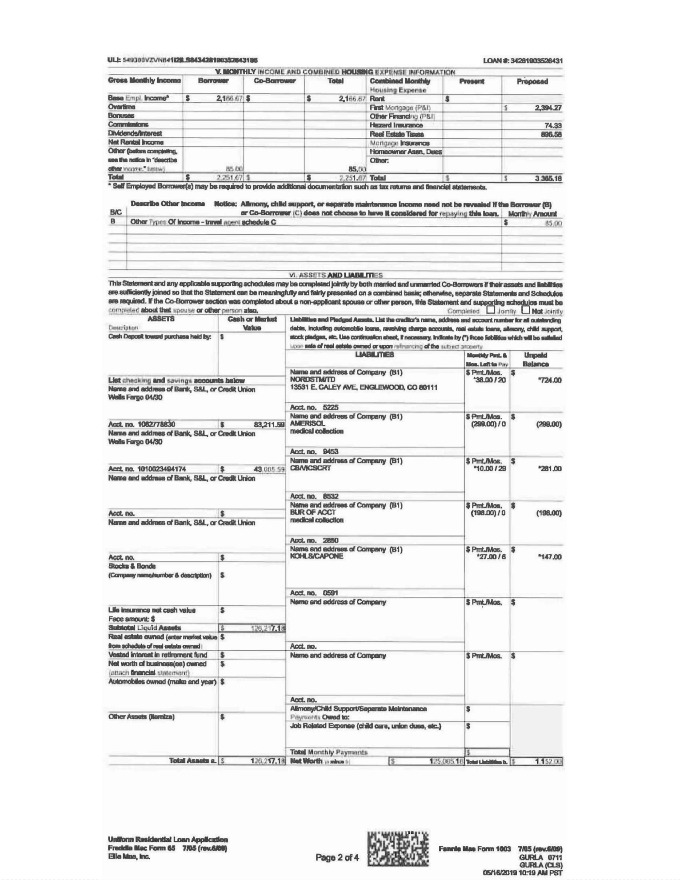 LOAN #: 34281903526431
V. MONTHLY INCOME AND COMBINED HOUSING EXPENSE INFORMATION
Gross Monthly Income Borrower Co-Borrower Total Combined Monthly Housing Expense Present Proposed
Base Empl. Income* $ 2,166.67 $ $ 2,166.67 Rent $
Overtime First Mortgage (P&I) $ 2,394.27
Bonuses Other Financing (P&I)
Commissions Hazard Insurance 74.33
Dividends/Interest Real Estate Taxes 896.58
Net Rental Income Mortgage Insurance
Other (before completing, Homeowner Assn. Dues
use the notice in "describe Other:
other income," below) 85.00 85.00
Total $ 2,251.67 $ $ 2,251.67 Total $ $ 3,365.18
* Self Employed Borrower(s) may be required to provide additional documentation such as tax returns and financial statements.
Describe Other Income Notice: Alimony, child support, or separate maintenance income need not be revealed if the Borrower (B)
B/C or Co-Borrower (C) does not choose to have it considered for repaying this loan. Monthly Amount
B Other Types Of Income - travel agent schedule C $ 85.00
VI. ASSETS AND LIABILITIES
This Statement and any applicable supporting schedules may be completed jointly by both married and unmarried Co-Borrowers if their assets and liabilities
are sufficiently joined so that the Statement can be meaningfully and fairly presented on a combined basis; otherwise, separate Statements and Schedules
are required. If the Co-Borrower section was completed about a non-applicant spouse or other person, this Statement and supporting schedules must be
completed about that spouse or other person also. Completed Jointly Not Jointly
ASSETS Cash or Market Value
Description
Cash Deposit toward purchase held by: $
Liabilities and Pledged Assets. List the creditor's name, address and account number for all outstanding
debts, including automobile loans, revolving charge accounts, real estate loans, alimony, child support,
stock pledges, etc. Use continuation sheet, if necessary. Indicate by (*) those liabilities which will be satisfied
upon sale of real estate owned or upon refinancing of the subject property.
LIABILITIES Monthly Pmt. & Mos. Left to Pay Unpaid Balance
List checking and savings accounts below
Name and address of Bank, S&L, or Credit Union
Wells Fargo 04/30
Acct. no. 1082778830 $ 83,211.59
Name and address of Bank, S&L, or Credit Union
Wells Fargo 04/30
Acct. no. 1010023494174 $ 43,005.59
Name and address of Bank, S&L, or Credit Union
Acct. no. $
Name and address of Bank, S&L, or Credit Union
Acct. no. $
Stocks & Bonds
(Company name/number & description) $
Life insurance net cash value $
Face amount: $
Subtotal Liquid Assets $ 126,217.18
Real estate owned (enter market value $
from schedule of real estate owned)
Vested interest in retirement fund $
Net worth of business(es) owned $
(attach financial statement)
Automobiles owned (make and year) $
Other Assets (itemize) $
Total Assets a. $ 126,217.18
Name and address of Company (B1) $ Pmt./Mos. $
NORDSTM/TD *38.00 / 20 *724.00
13531 E. CALEY AVE, ENGLEWOOD, CO 80111
Acct. no. 5225
Name and address of Company (B1) $ Pmt./Mos. $
AMERISOL (299.00) / 0 (299.00)
medical collection
Acct. no. 9453
Name and address of Company (B1) $ Pmt./Mos. $
CB/VICSCRT *10.00 / 29 *281.00
Acct. no. 8532
Name and address of Company (B1) $ Pmt./Mos. $
BUR OF ACCT (198.00) / 0 (198.00)
medical collection
Acct. no. 2880
Name and address of Company (B1) $ Pmt./Mos. $
KOHLS/CAPONE *27.00 / 6 *147.00
Acct. no. 0591
Name and address of Company $ Pmt./Mos. $
Acct. no.
Name and address of Company $ Pmt./Mos. $
Acct. no.
Alimony/Child Support/Separate Maintenance $
Payments Owed to:
Job Related Expense (child care, union dues, etc.) $
Total Monthly Payments $
Net Worth (a minus b) $ 125,065.18 Total Liabilities b. $ 1,152.00
Uniform Residential Loan Application
Freddie Mac Form 65 7/05 (rev.6/09)
Ellie Mae, Inc.
Page 2 of 4
Fannie Mae Form 1003 7/05 (rev.6/09)
GURLA 0711
GURLA (CLS)
05/16/2019 10:19 AM PST